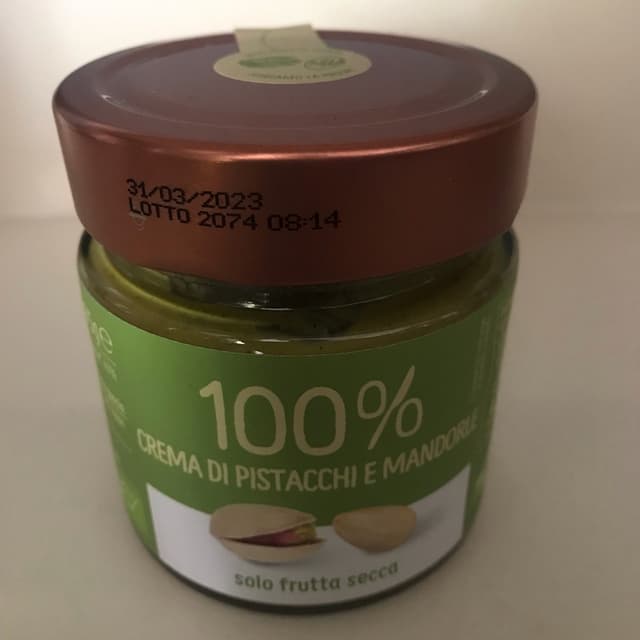 31/03/2023
LOTTO 2074 08:14
100%
CREMA DI PISTACCHI E MANDORLE
solo frutta secca